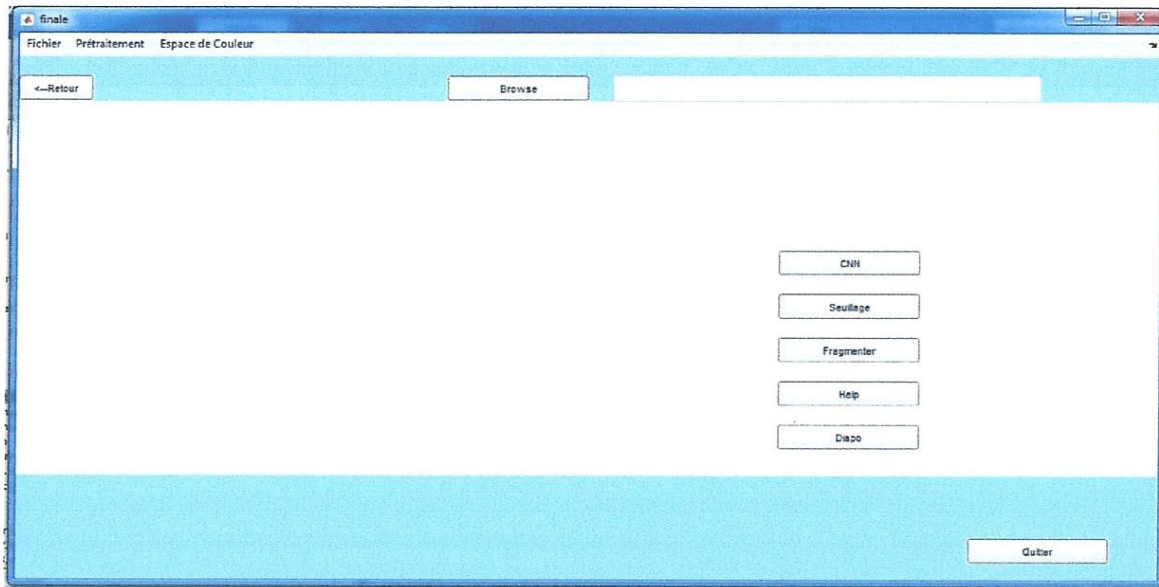 finale
Fichier Prétraitement Espace de Couleur
<--Retour Browse
CNN
Seuillage
Fragmenter
Help
Diapo
Quitter